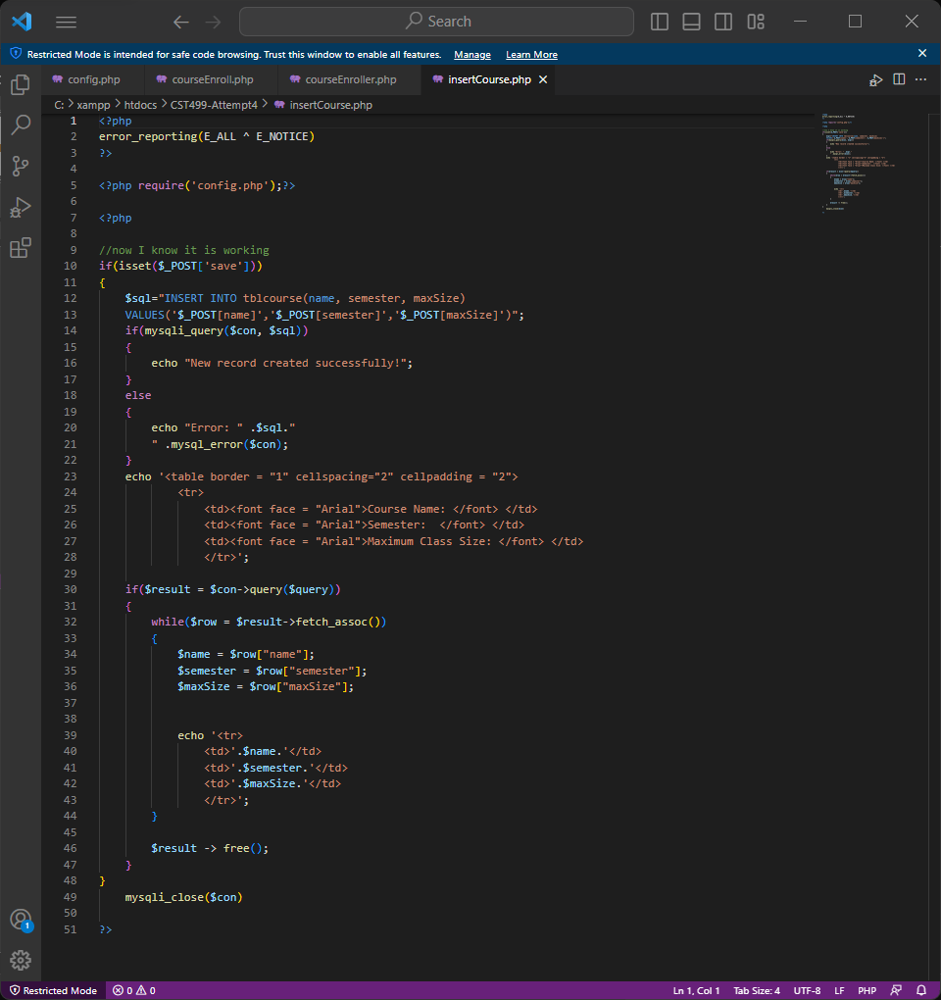 Search
Restricted Mode is intended for safe code browsing. Trust this window to enable all features. Manage Learn More
config.php courseEnroll.php courseEnroller.php insertCourse.php
C: > xampp > htdocs > CST499-Attempt4 > insertCourse.php
1 <?php
2 error_reporting(E_ALL ^ E_NOTICE)
3 ?>
4
5 <?php require('config.php');?>
6
7 <?php
8
9 //now I know it is working
10 if(isset($_POST['save']))
11 {
12 $sql="INSERT INTO tblcourse(name, semester, maxSize)
13 VALUES('$_POST[name]','$_POST[semester]','$_POST[maxSize]')";
14 if(mysqli_query($con, $sql))
15 {
16 echo "New record created successfully!";
17 }
18 else
19 {
20 echo "Error: " .$sql."
21 " .mysql_error($con);
22 }
23 echo '<table border = "1" cellspacing="2" cellpadding = "2">
24 <tr>
25 <td><font face = "Arial">Course Name: </font> </td>
26 <td><font face = "Arial">Semester:  </font> </td>
27 <td><font face = "Arial">Maximum Class Size: </font> </td>
28 </tr>';
29
30 if($result = $con->query($query))
31 {
32 while($row = $result->fetch_assoc())
33 {
34 $name = $row["name"];
35 $semester = $row["semester"];
36 $maxSize = $row["maxSize"];
37
38
39 echo '<tr>
40 <td>'.$name.'</td>
41 <td>'.$semester.'</td>
42 <td>'.$maxSize.'</td>
43 </tr>';
44 }
45
46 $result -> free();
47 }
48 }
49 mysqli_close($con)
50
51 ?>
1
Restricted Mode 0 0 Ln 1, Col 1 Tab Size: 4 UTF-8 LF PHP